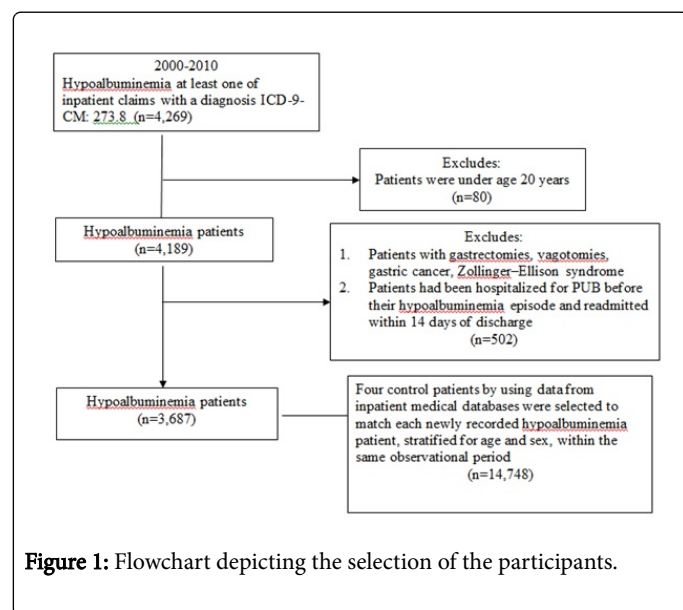 2000-2010
Hypoalbuminemia at least one of
inpatient claims with a diagnosis ICD-9-
CM: 273.8 (n=4,269)
Excludes:
Patients were under age 20 years
(n=80)
Hypoalbuminemia patients
(n=4,189)
Excludes:
1. Patients with gastrectomies, vagotomies,
gastric cancer, Zollinger–Ellison syndrome
2. Patients had been hospitalized for PUB before
their hypoalbuminemia episode and readmitted
within 14 days of discharge
(n=502)
Hypoalbuminemia patients
(n=3,687)
Four control patients by using data from
inpatient medical databases were selected to
match each newly recorded hypoalbuminemia
patient, stratified for age and sex, within the
same observational period
(n=14,748)
Figure 1: Flowchart depicting the selection of the participants.